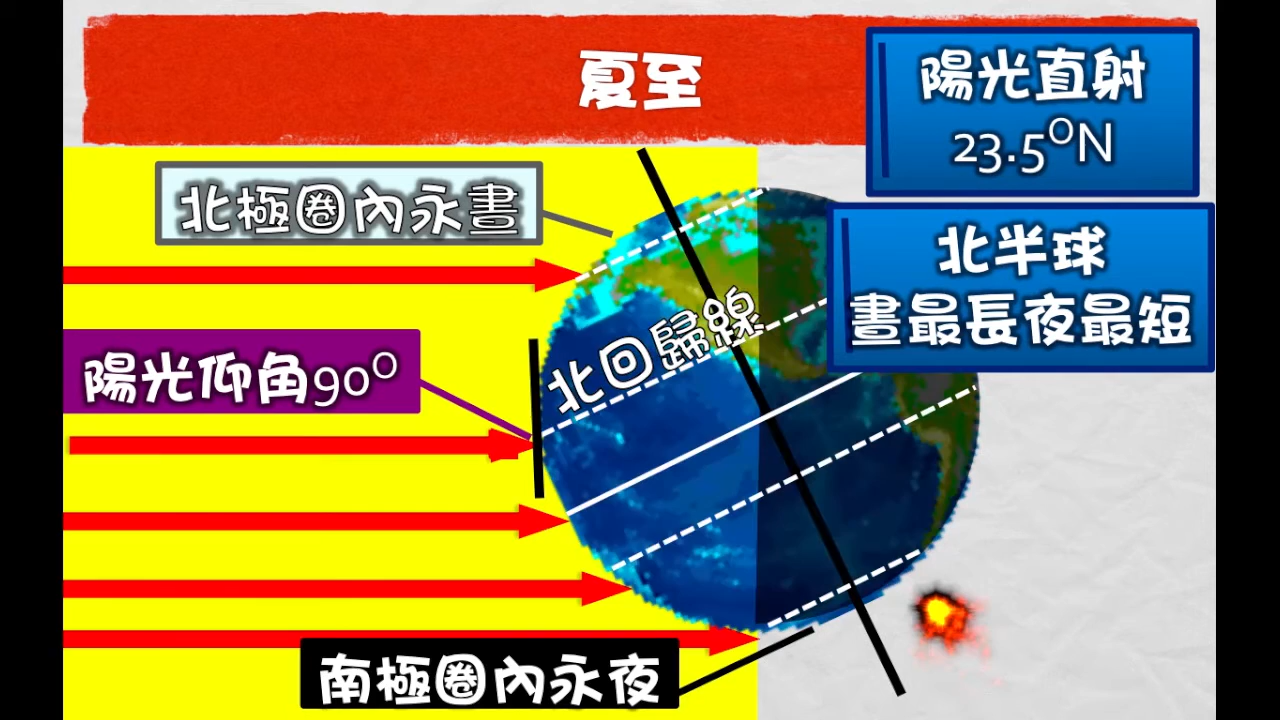 夏至
陽光直射
23.5⁰N
北極圈內永晝
北半球
晝最長夜最短
北回歸線
陽光仰角90⁰
南極圈內永夜